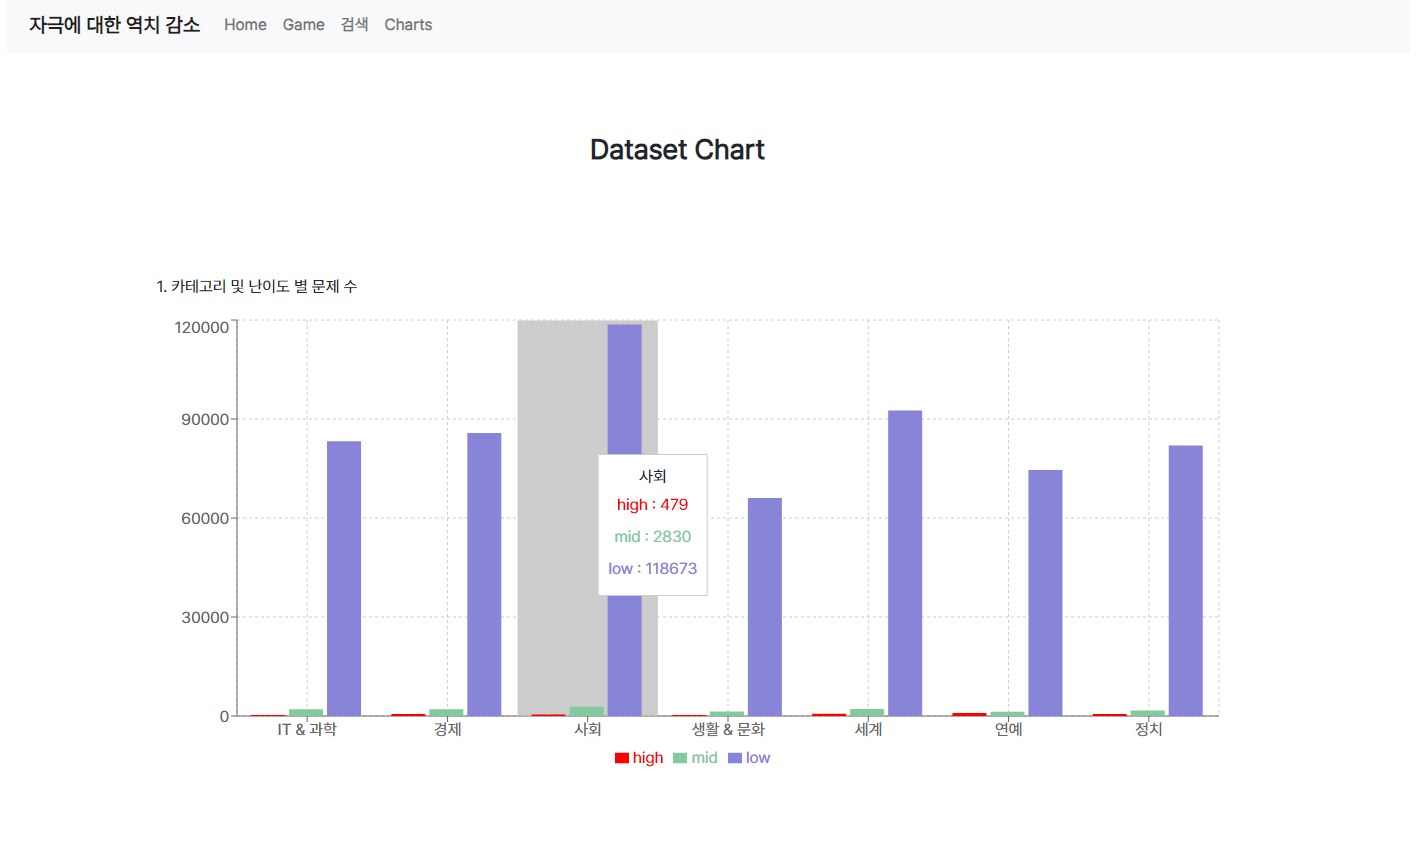 자극에 대한 역치 감소 Home Game 검색 Charts
Dataset Chart
1. 카테고리 및 난이도 별 문제 수
120000
90000
60000
30000
0
사회
high : 479
mid : 2830
low : 118673
IT & 과학 경제 사회 생활 & 문화 세계 연예 정치
high mid low